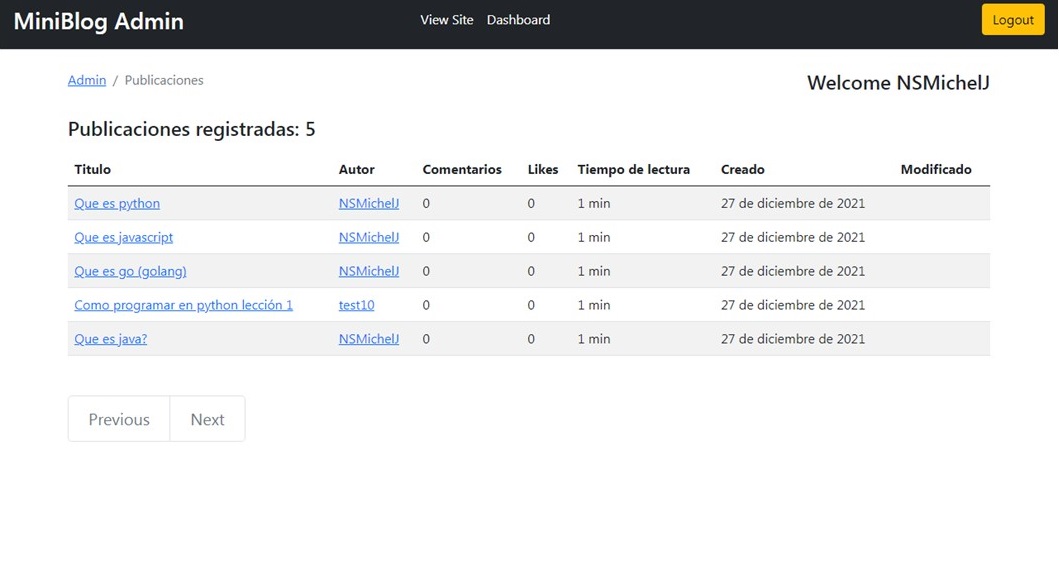 MiniBlog Admin View Site Dashboard Logout
Admin / Publicaciones Welcome NSMichelJ
Publicaciones registradas: 5
Titulo Autor Comentarios Likes Tiempo de lectura Creado Modificado
Que es python NSMichelJ 0 0 1 min 27 de diciembre de 2021
Que es javascript NSMichelJ 0 0 1 min 27 de diciembre de 2021
Que es go (golang) NSMichelJ 0 0 1 min 27 de diciembre de 2021
Como programar en python lección 1 test10 0 0 1 min 27 de diciembre de 2021
Que es java? NSMichelJ 0 0 1 min 27 de diciembre de 2021
Previous Next